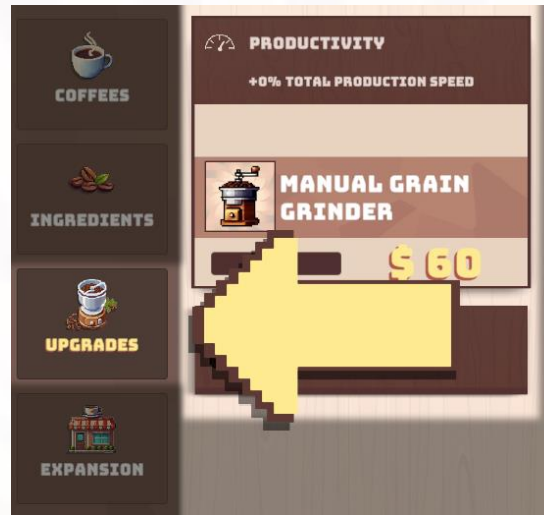 COFFEES
INGREDIENTS
UPGRADES
EXPANSION
PRODUCTIVITY
+0% TOTAL PRODUCTION SPEED
MANUAL GRAIN
GRINDER
$ 60